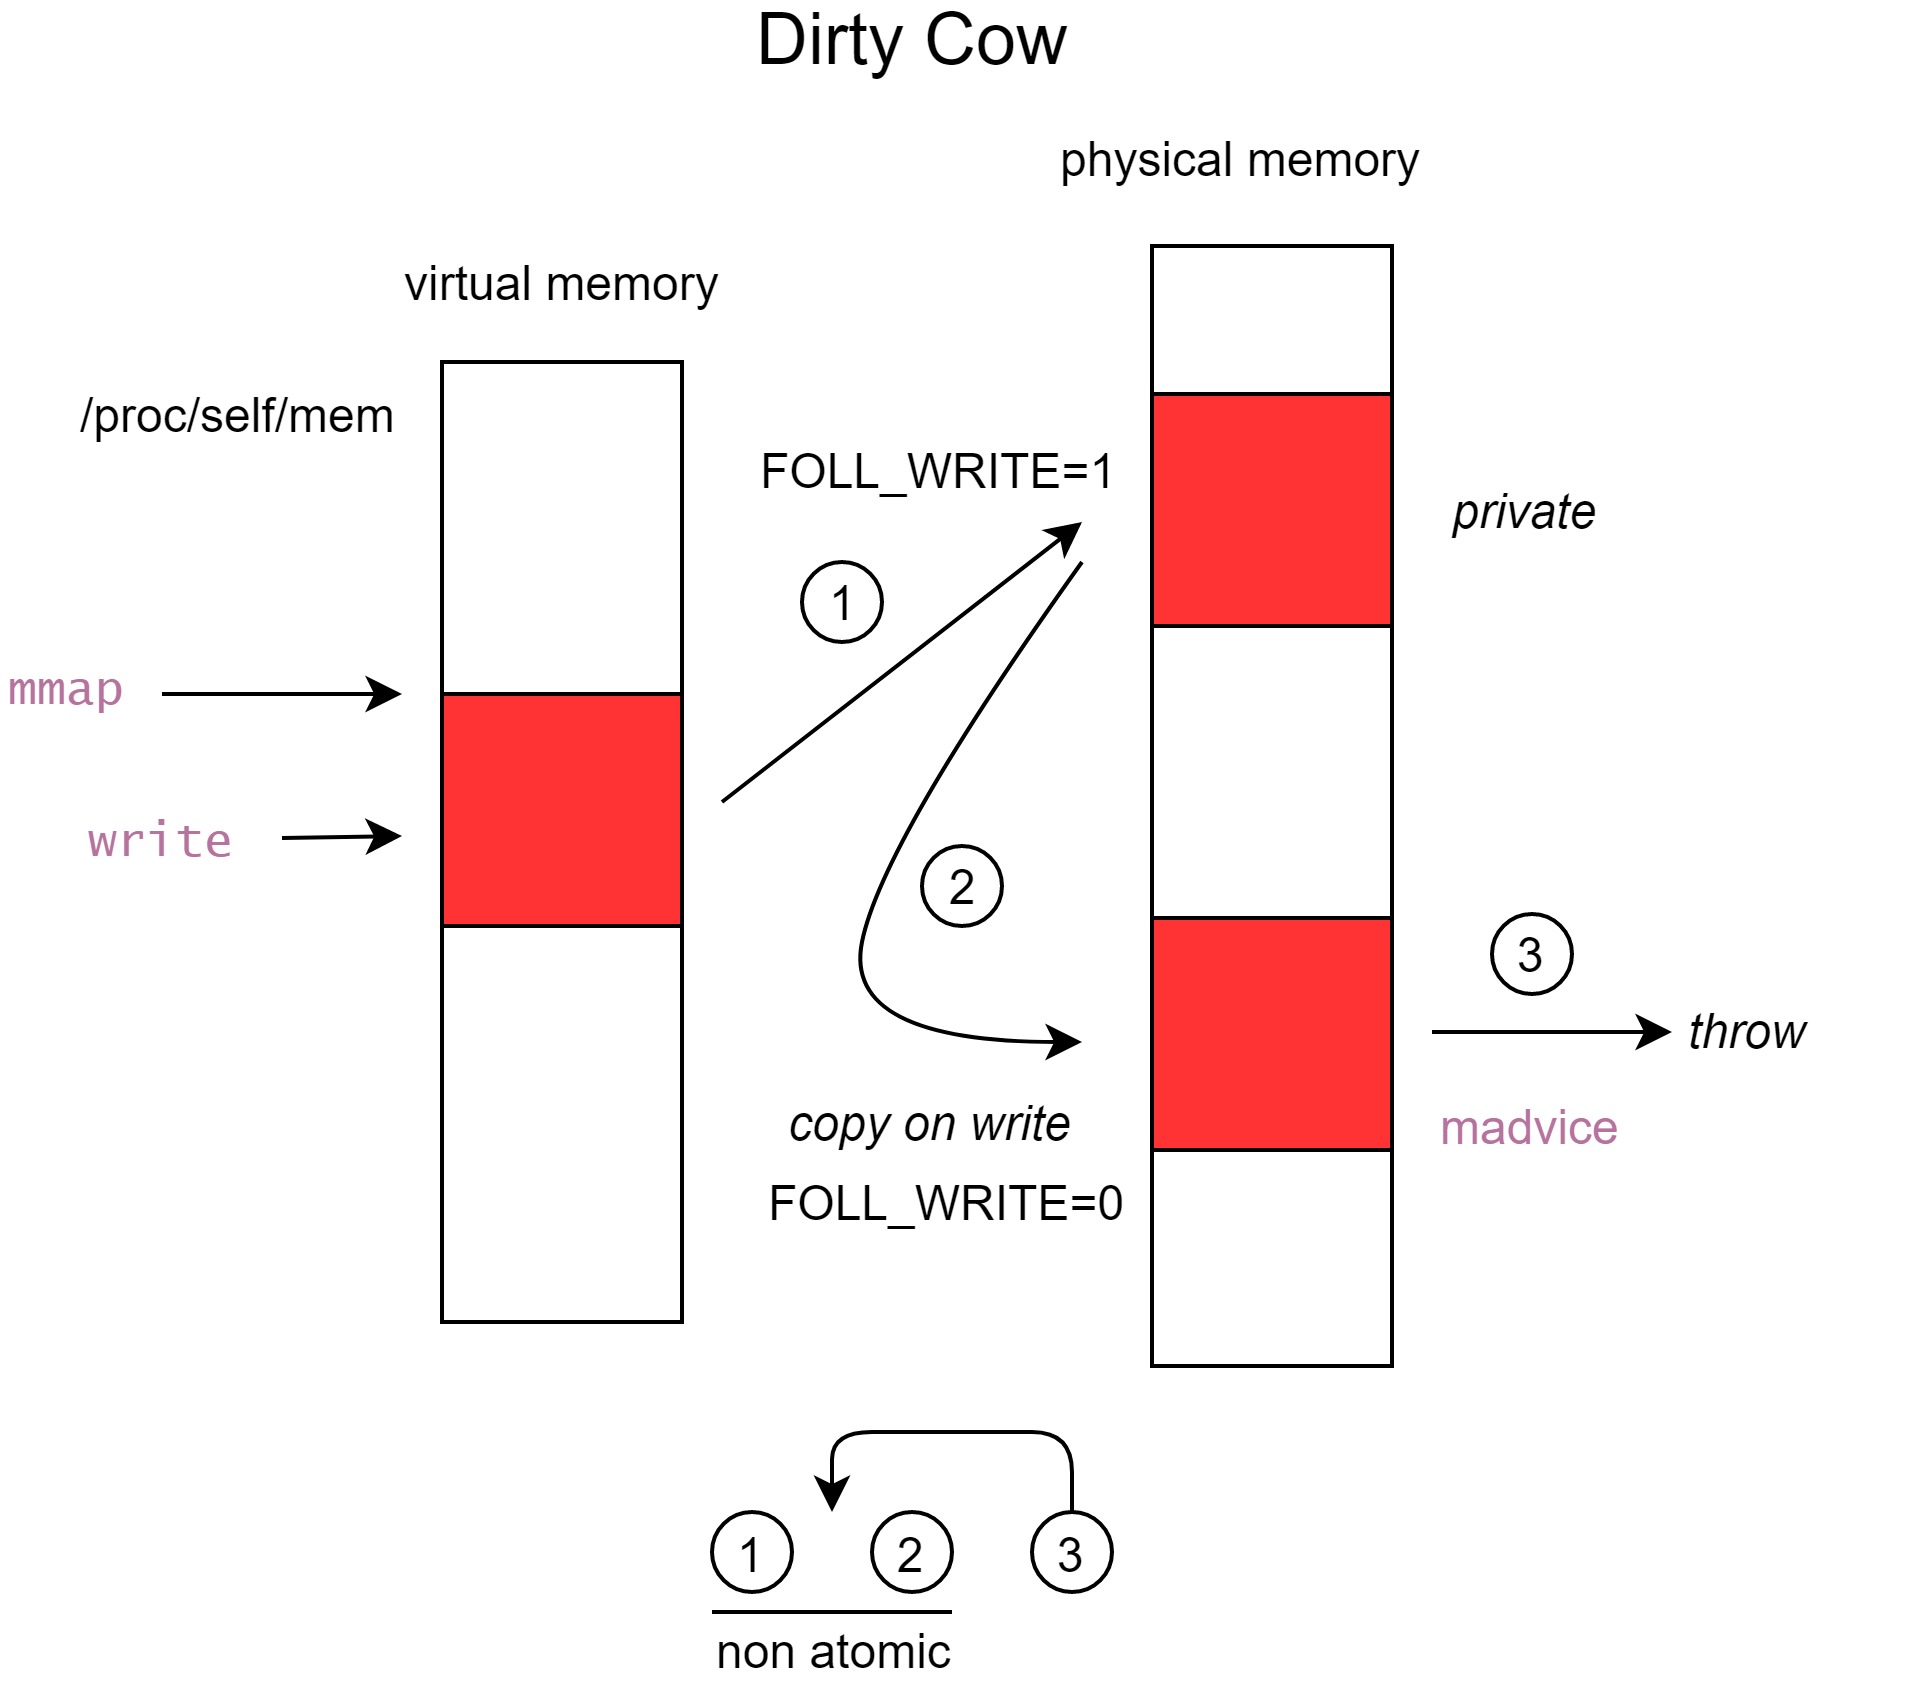 Dirty Cow
physical memory
virtual memory
/proc/self/mem
FOLL_WRITE=1
private
1
mmap
write
2
3
throw
copy on write
madvice
FOLL_WRITE=0
1 2 3
non atomic